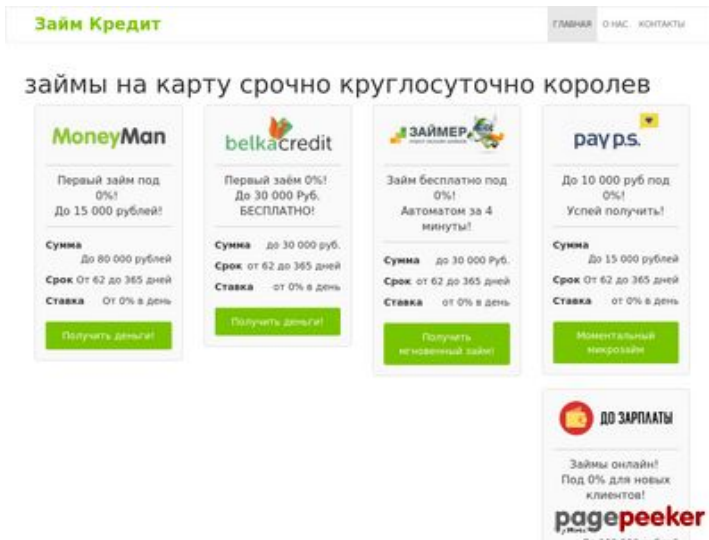 Займ Кредит
ГЛАВНАЯ О НАС КОНТАКТЫ
займы на карту срочно круглосуточно королев
MoneyMan
Первый займ под
0%!
До 15 000 рублей!
Сумма
До 80 000 рублей
Срок От 62 до 365 дней
Ставка От 0% в день
Получить деньги!
belkacredit
Первый заём 0%!
До 30 000 Руб.
БЕСПЛАТНО!
Сумма до 30 000 руб.
Срок от 62 до 365 дней
Ставка от 0% в день
Получить деньги!
ЗАЙМЕР
Займ бесплатно под
0%!
Автоматом за 4
минуты!
Сумма до 30 000 Руб.
Срок от 62 до 365 дней
Ставка от 0% в день
Получить
мгновенный займ!
pay p.s.
До 10 000 руб под
0%!
Успей получить!
Сумма
До 15 000 рублей
Срок От 62 до 365 дней
Ставка От 0% в день
Моментальный
микрозайм
ДО ЗАРПЛАТЫ
Займы онлайн!
Под 0% для новых
клиентов!
pagepeeker